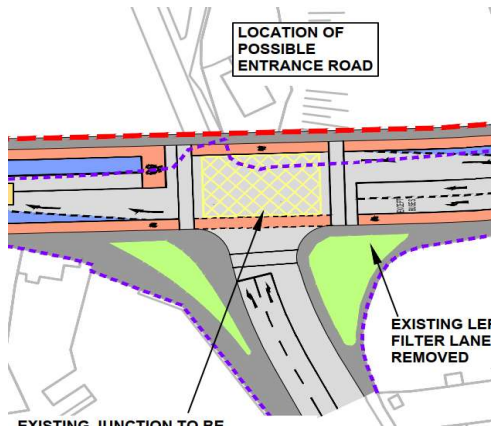 LOCATION OF
POSSIBLE
ENTRANCE ROAD
EXISTING LEF
FILTER LANE
REMOVED
EXISTING JUNCTION TO BE